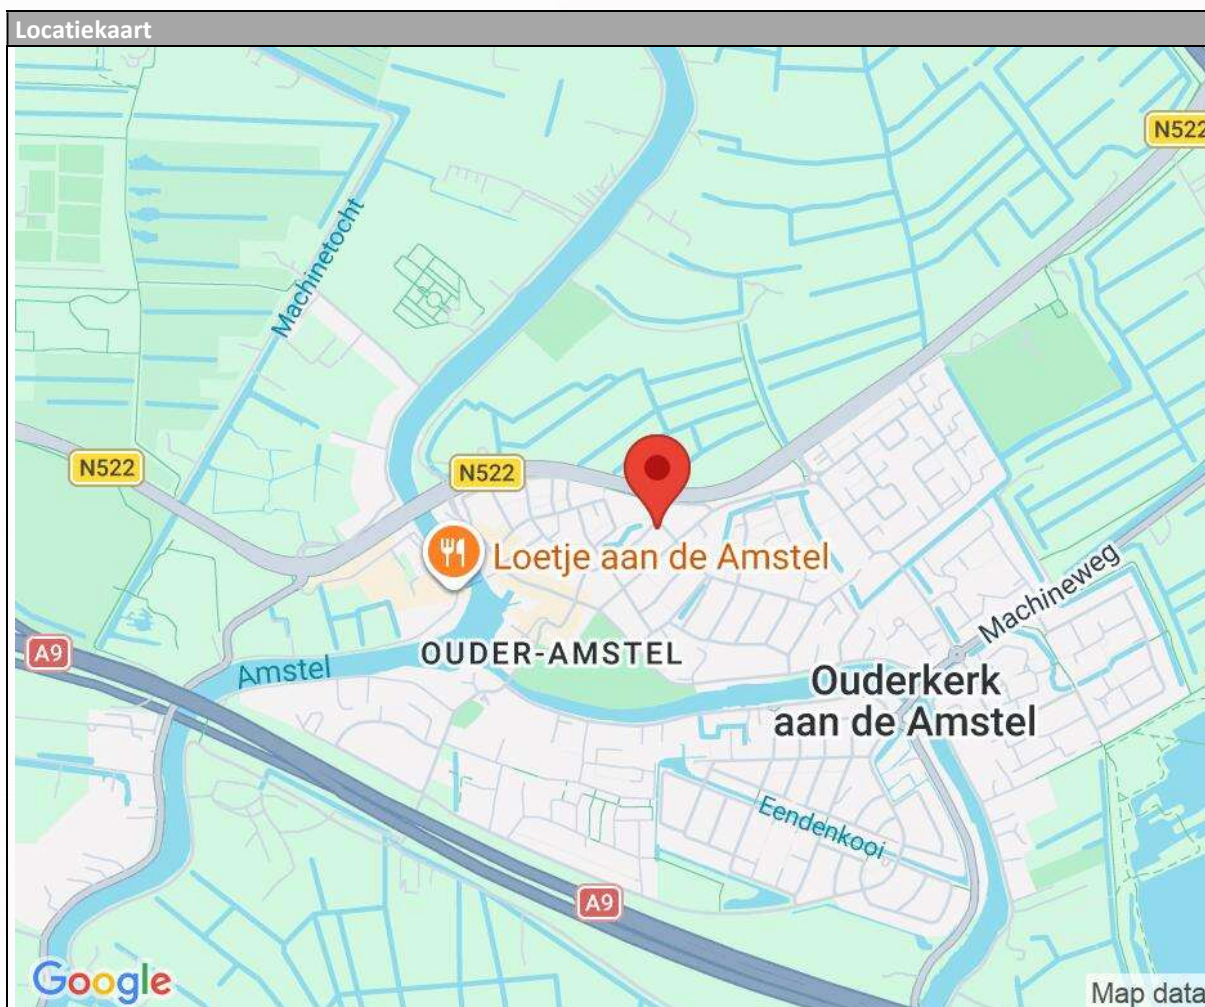 Locatiekaart
N522
Machinetocht
N522
N522
Loetje aan de Amstel
Machineweg
A9
OUDER-AMSTEL
Amstel
Ouderkerk
aan de Amstel
Eendenkooi
A9
Google
Map data